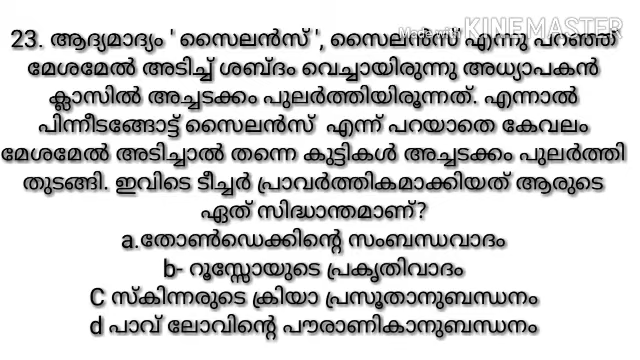 Made with KINEMASTER
23. ആദ്യമാദ്യം ' സൈലൻസ് ', സൈലൻസ് എന്നു പറഞ്ഞ്
മേശമേൽ അടിച്ച് ശബ്ദം വെച്ചായിരുന്നു അധ്യാപകൻ
ക്ലാസിൽ അച്ചടക്കം പുലർത്തിയിരൂന്നത്. എന്നാൽ
പിന്നീടങ്ങോട്ട് സൈലൻസ് എന്ന് പറയാതെ കേവലം
മേശമേൽ അടിച്ചാൽ തന്നെ കുട്ടികൾ അച്ചടക്കം പുലർത്തി
തുടങ്ങി. ഇവിടെ ടീച്ചർ പ്രാവർത്തികമാക്കിയത് ആരുടെ
ഏത് സിദ്ധാന്തമാണ്?
a.തോൺഡെക്കിന്റെ സംബന്ധവാദം
b- റൂസ്സോയുടെ പ്രകൃതിവാദം
C സ്കിന്നരുടെ ക്രിയാ പ്രസൂതാനുബന്ധനം
d പാവ് ലോവിന്റെ പൗരാണികാനുബന്ധനം